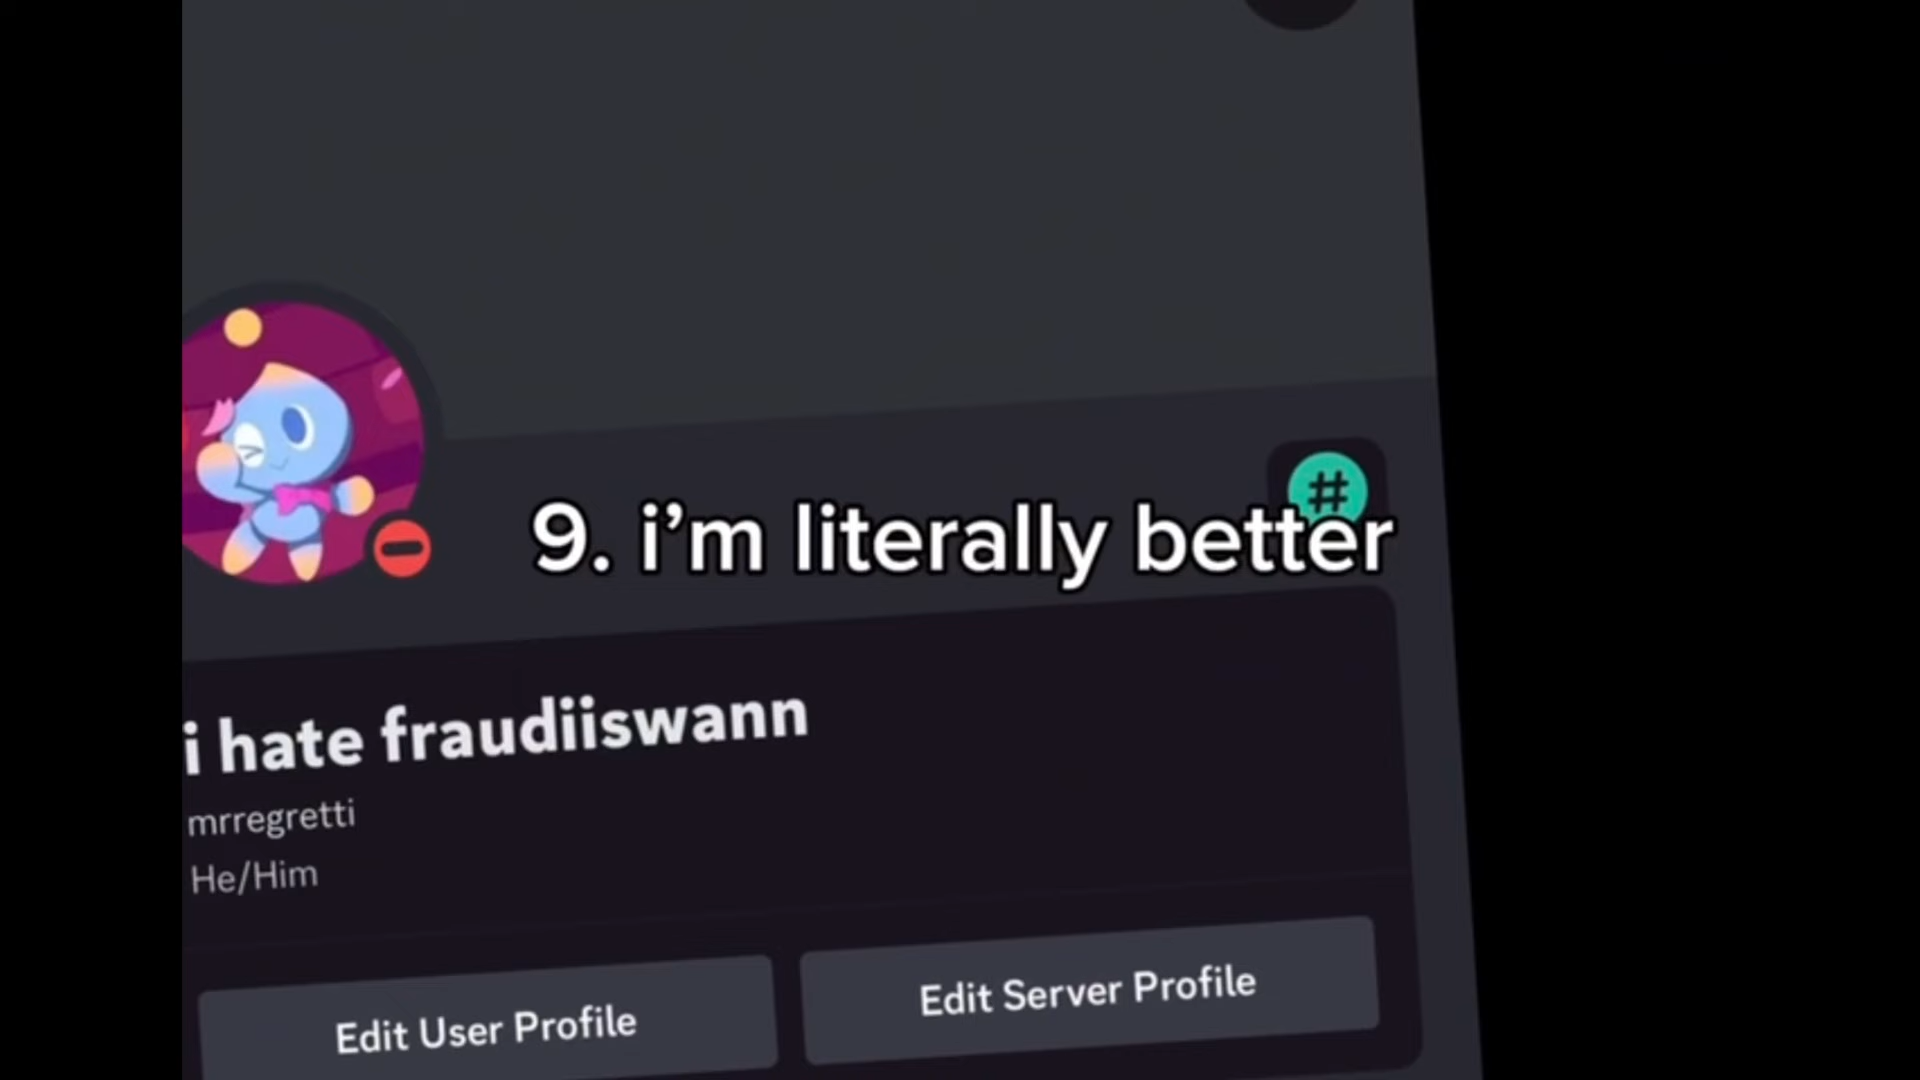 #
9. i'm literally better
i hate fraudiiswann
mrregretti
He/Him
Edit User Profile
Edit Server Profile